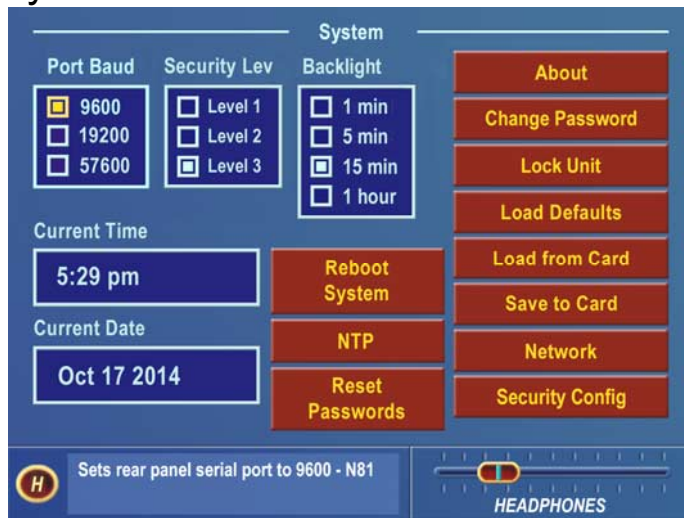 System
Port Baud
9600
19200
57600
Security Lev
Level 1
Level 2
Level 3
Backlight
1 min
5 min
15 min
1 hour
Current Time
5:29 pm
Current Date
Oct 17 2014
Reboot
System
NTP
Reset
Passwords
About
Change Password
Lock Unit
Load Defaults
Load from Card
Save to Card
Network
Security Config
H
Sets rear panel serial port to 9600 - N81
HEADPHONES